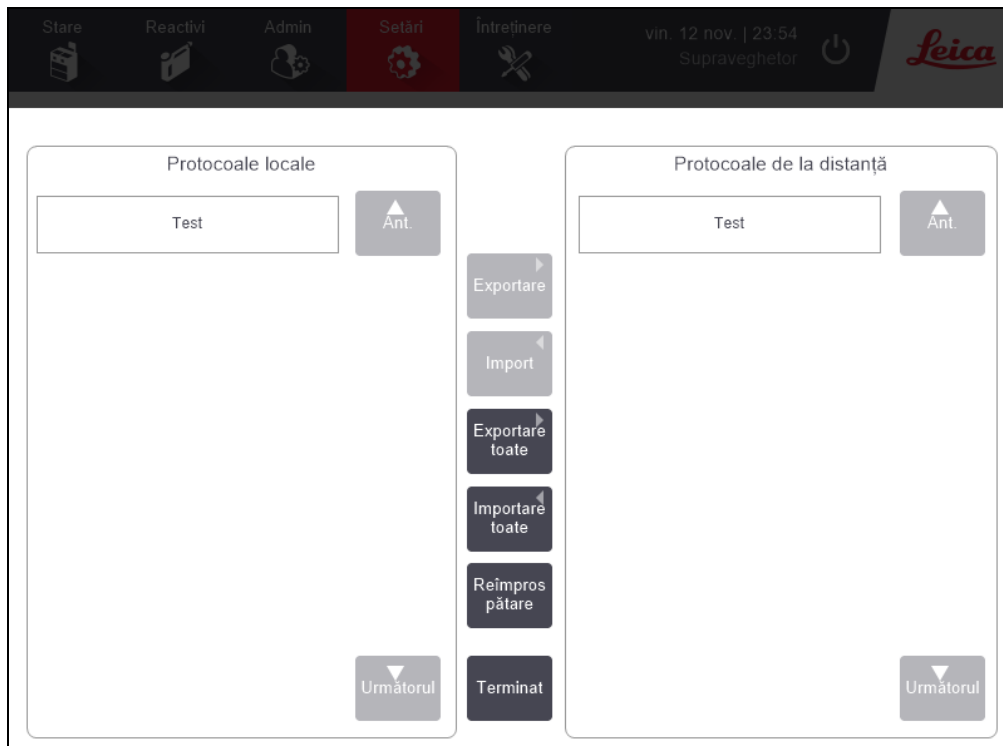 Stare
Reactivi
Admin
Setări
Întreținere
vin. 12 nov. | 23:54
Supraveghetor
Leica
Protocoale locale
Test
Ant.
Următorul
Exportare
Import
Exportare
toate
Importare
toate
Reîmpros
pătare
Terminat
Protocoale de la distanță
Test
Ant.
Următorul